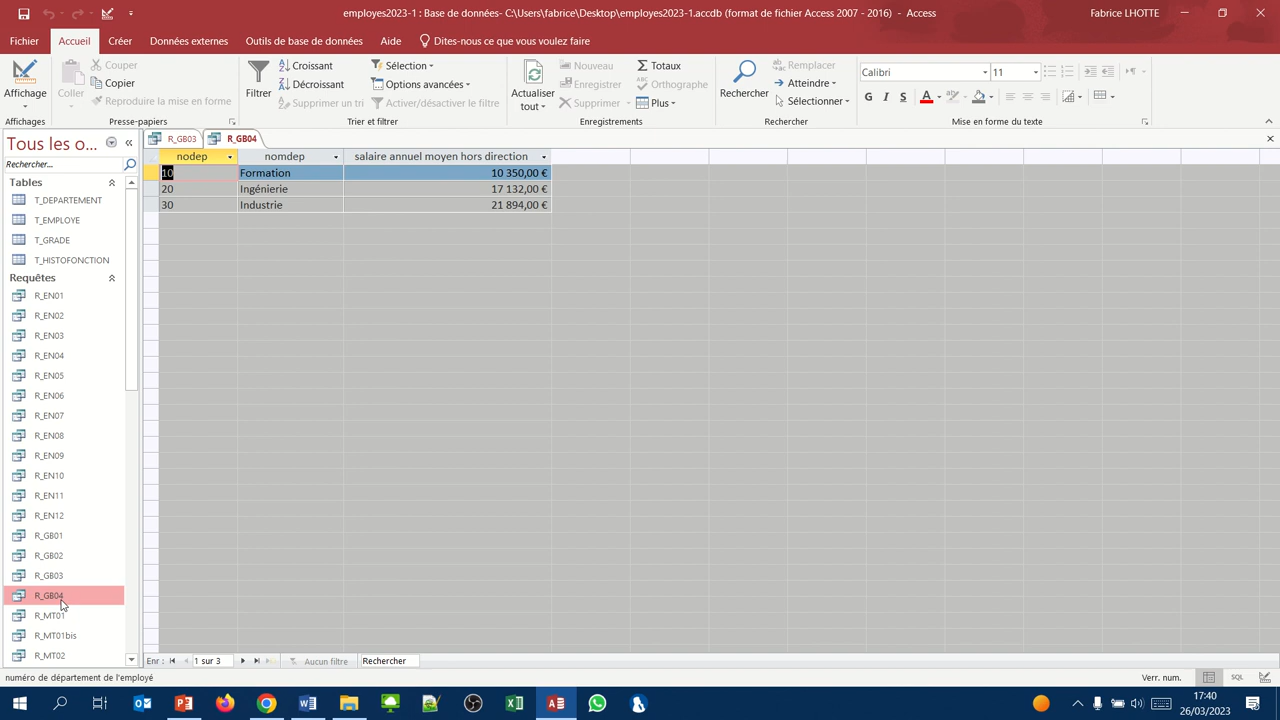 employes2023-1 : Base de données- C:\Users\fabrice\Desktop\employes2023-1.accdb (format de fichier Access 2007 - 2016) - Access
Fabrice LHOTTE
Fichier Accueil Créer Données externes Outils de base de données Aide Dites-nous ce que vous voulez faire
Affichage
Affichages
Coller
Couper
Copier
Reproduire la mise en forme
Presse-papiers
Filtrer
Croissant
Décroissant
Supprimer un tri
Sélection
Options avancées
Activer/désactiver le filtre
Trier et filtrer
Actualiser
tout
Nouveau
Enregistrer
Supprimer
Totaux
Orthographe
Plus
Enregistrements
Rechercher
Remplacer
Atteindre
Sélectionner
Rechercher
Calibri 11
G I S A
Mise en forme du texte
Tous les o...
Rechercher...
Tables
T_DEPARTEMENT
T_EMPLOYE
T_GRADE
T_HISTOFONCTION
Requêtes
R_EN01
R_EN02
R_EN03
R_EN04
R_EN05
R_EN06
R_EN07
R_EN08
R_EN09
R_EN10
R_EN11
R_EN12
R_GB01
R_GB02
R_GB03
R_GB04
R_MT01
R_MT01bis
R_MT02
R_GB03 R_GB04
nodep nomdep salaire annuel moyen hors direction
10 Formation 10 350,00 €
20 Ingénierie 17 132,00 €
30 Industrie 21 894,00 €
Enr : 1 sur 3 Aucun filtre Rechercher
numéro de département de l'employé
Verr. num. SQL
17:40
26/03/2023